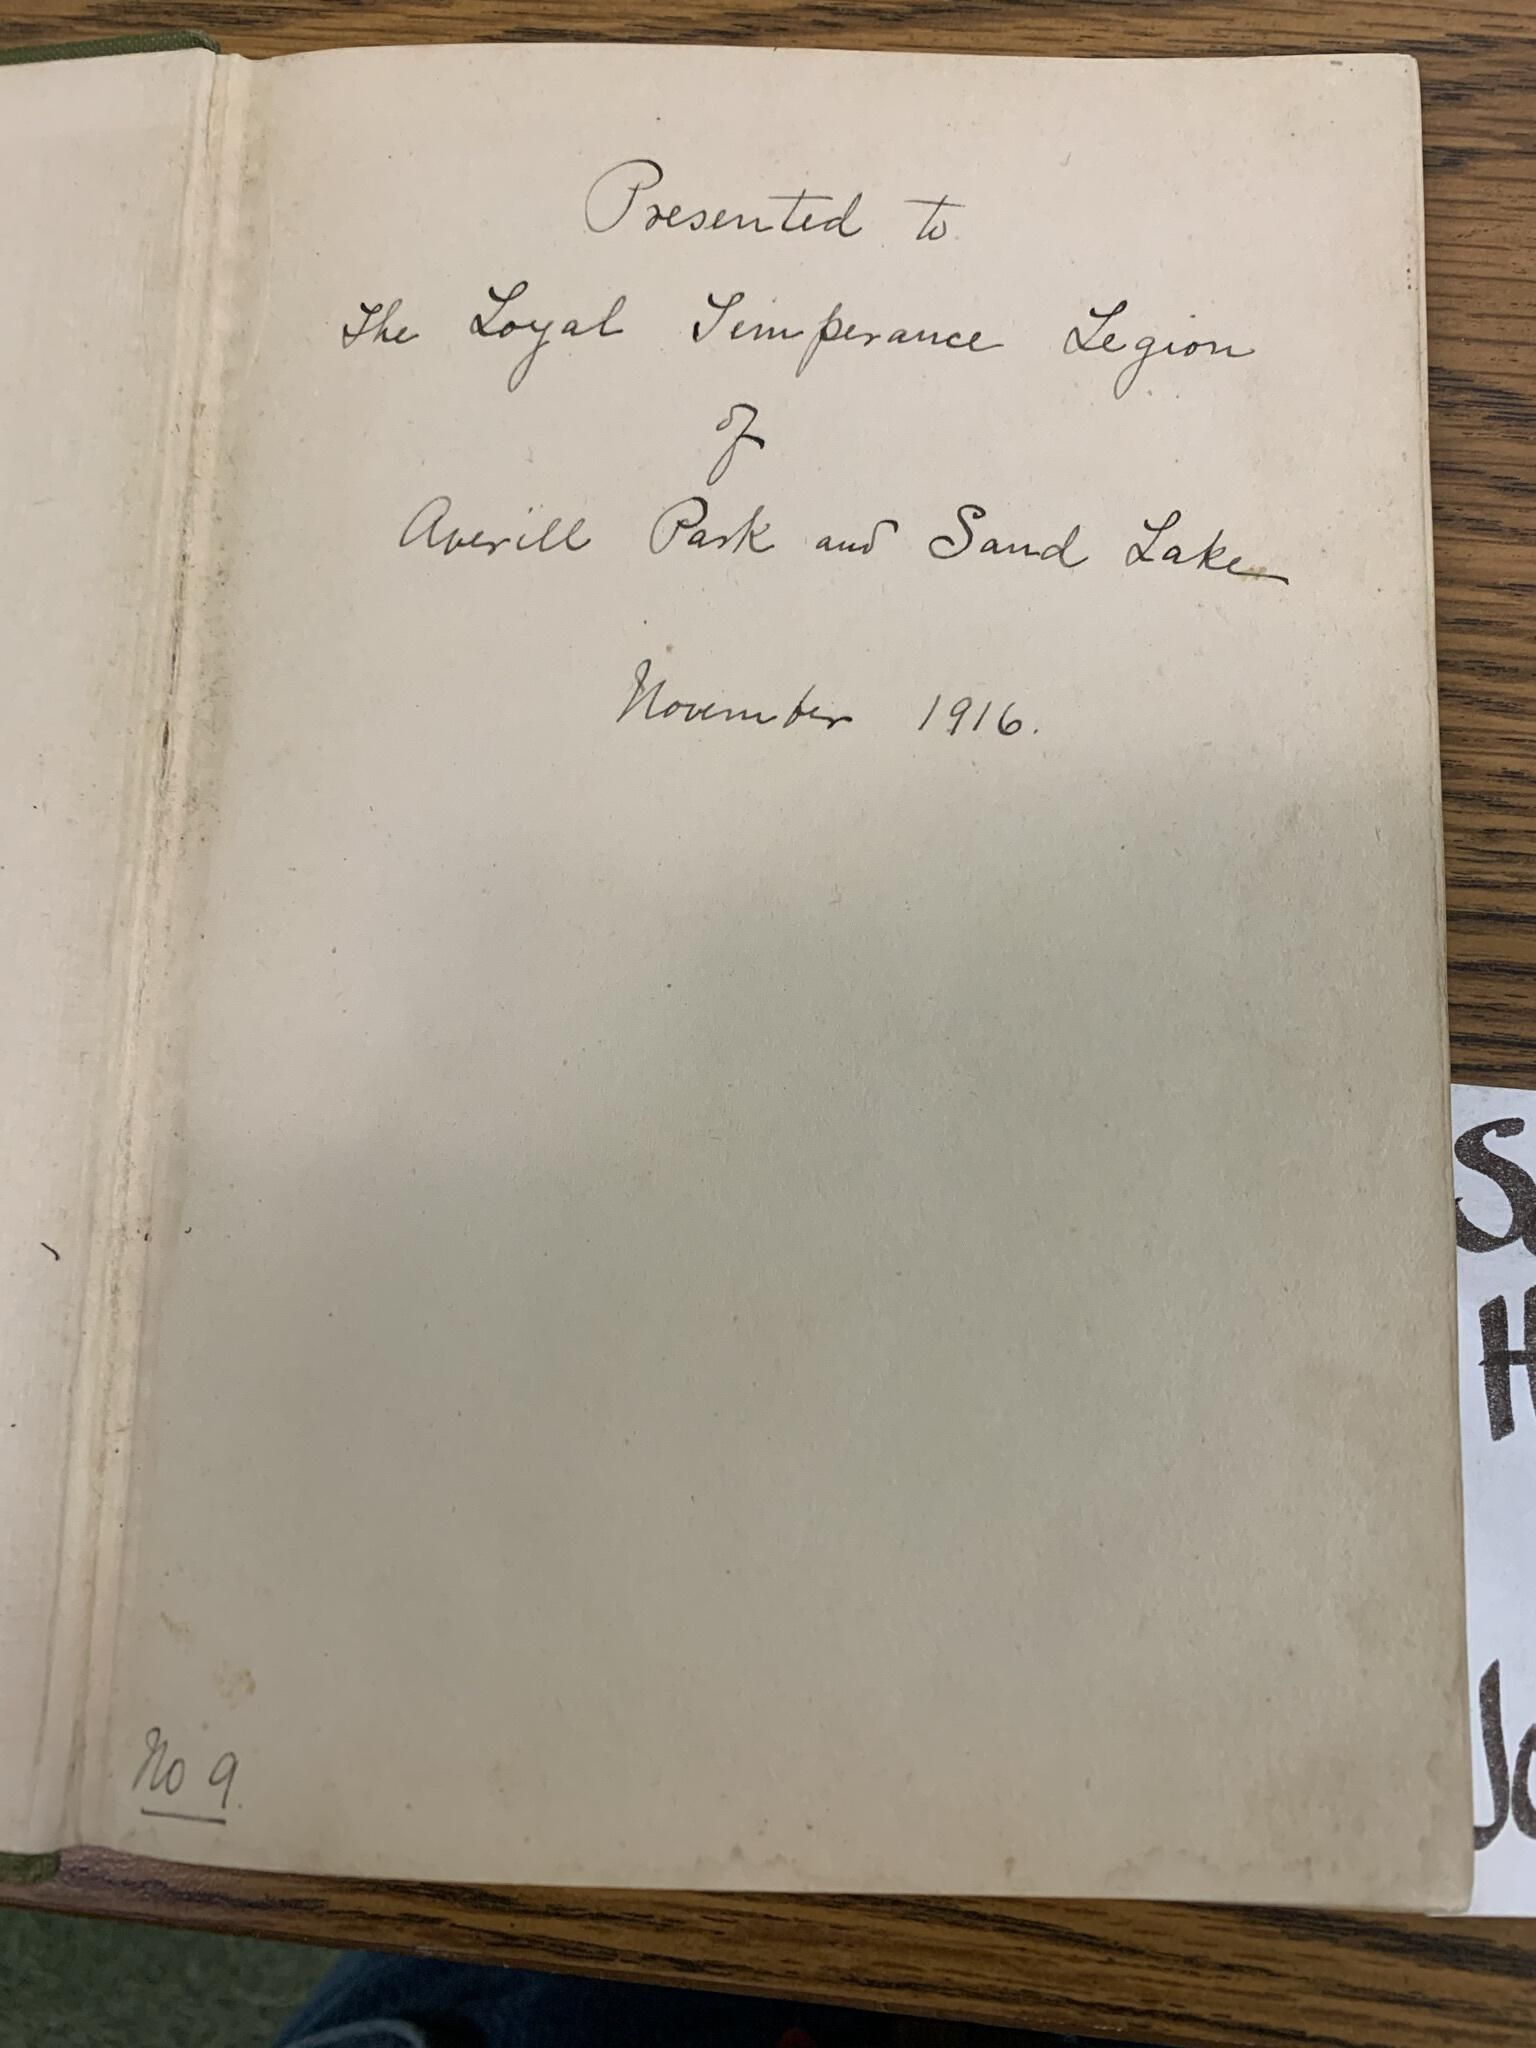 Presented to
The Loyal Temperance Legion
of
Averill Park and Sand Lake
November 1916.
No 9.